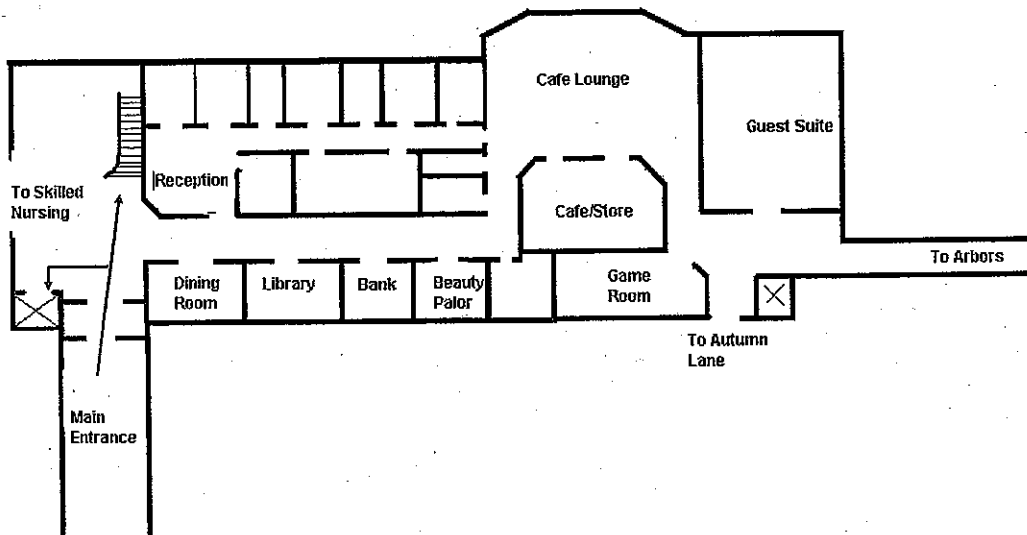 Cafe Lounge
Guest Suite
To Skilled
Nursing
Reception
Cafe/Store
To Arbors
Dining
Room
Library
Bank
Beauty
Palor
Game
Room
To Autumn
Lane
Main
Entrance